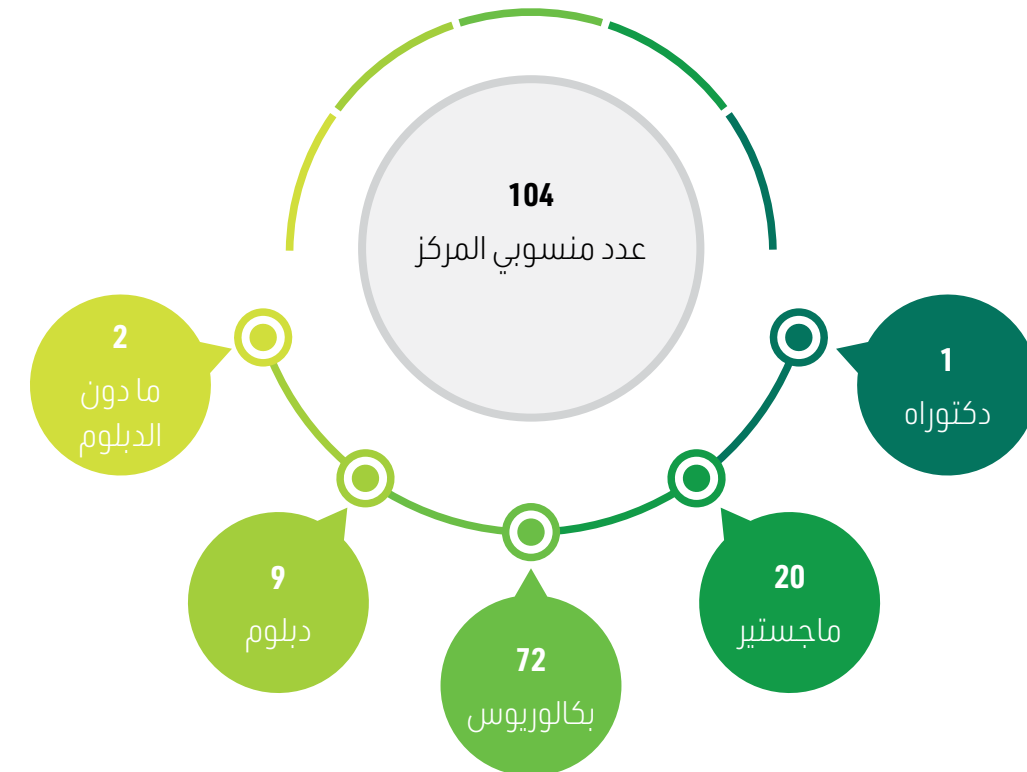 104
عدد منسوبي المركز
1
دكتوراه
20
ماجستير
72
بكالوريوس
9
دبلوم
2
ما دون
الدبلوم